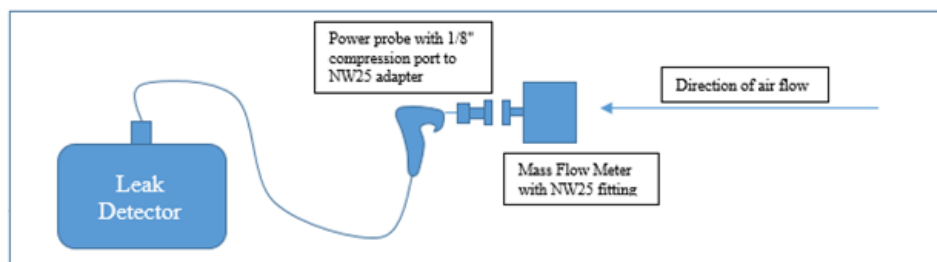 Power probe with 1/8"
compression port to
NW25 adapter
Direction of air flow
Mass Flow Meter
with NW25 fitting
Leak
Detector